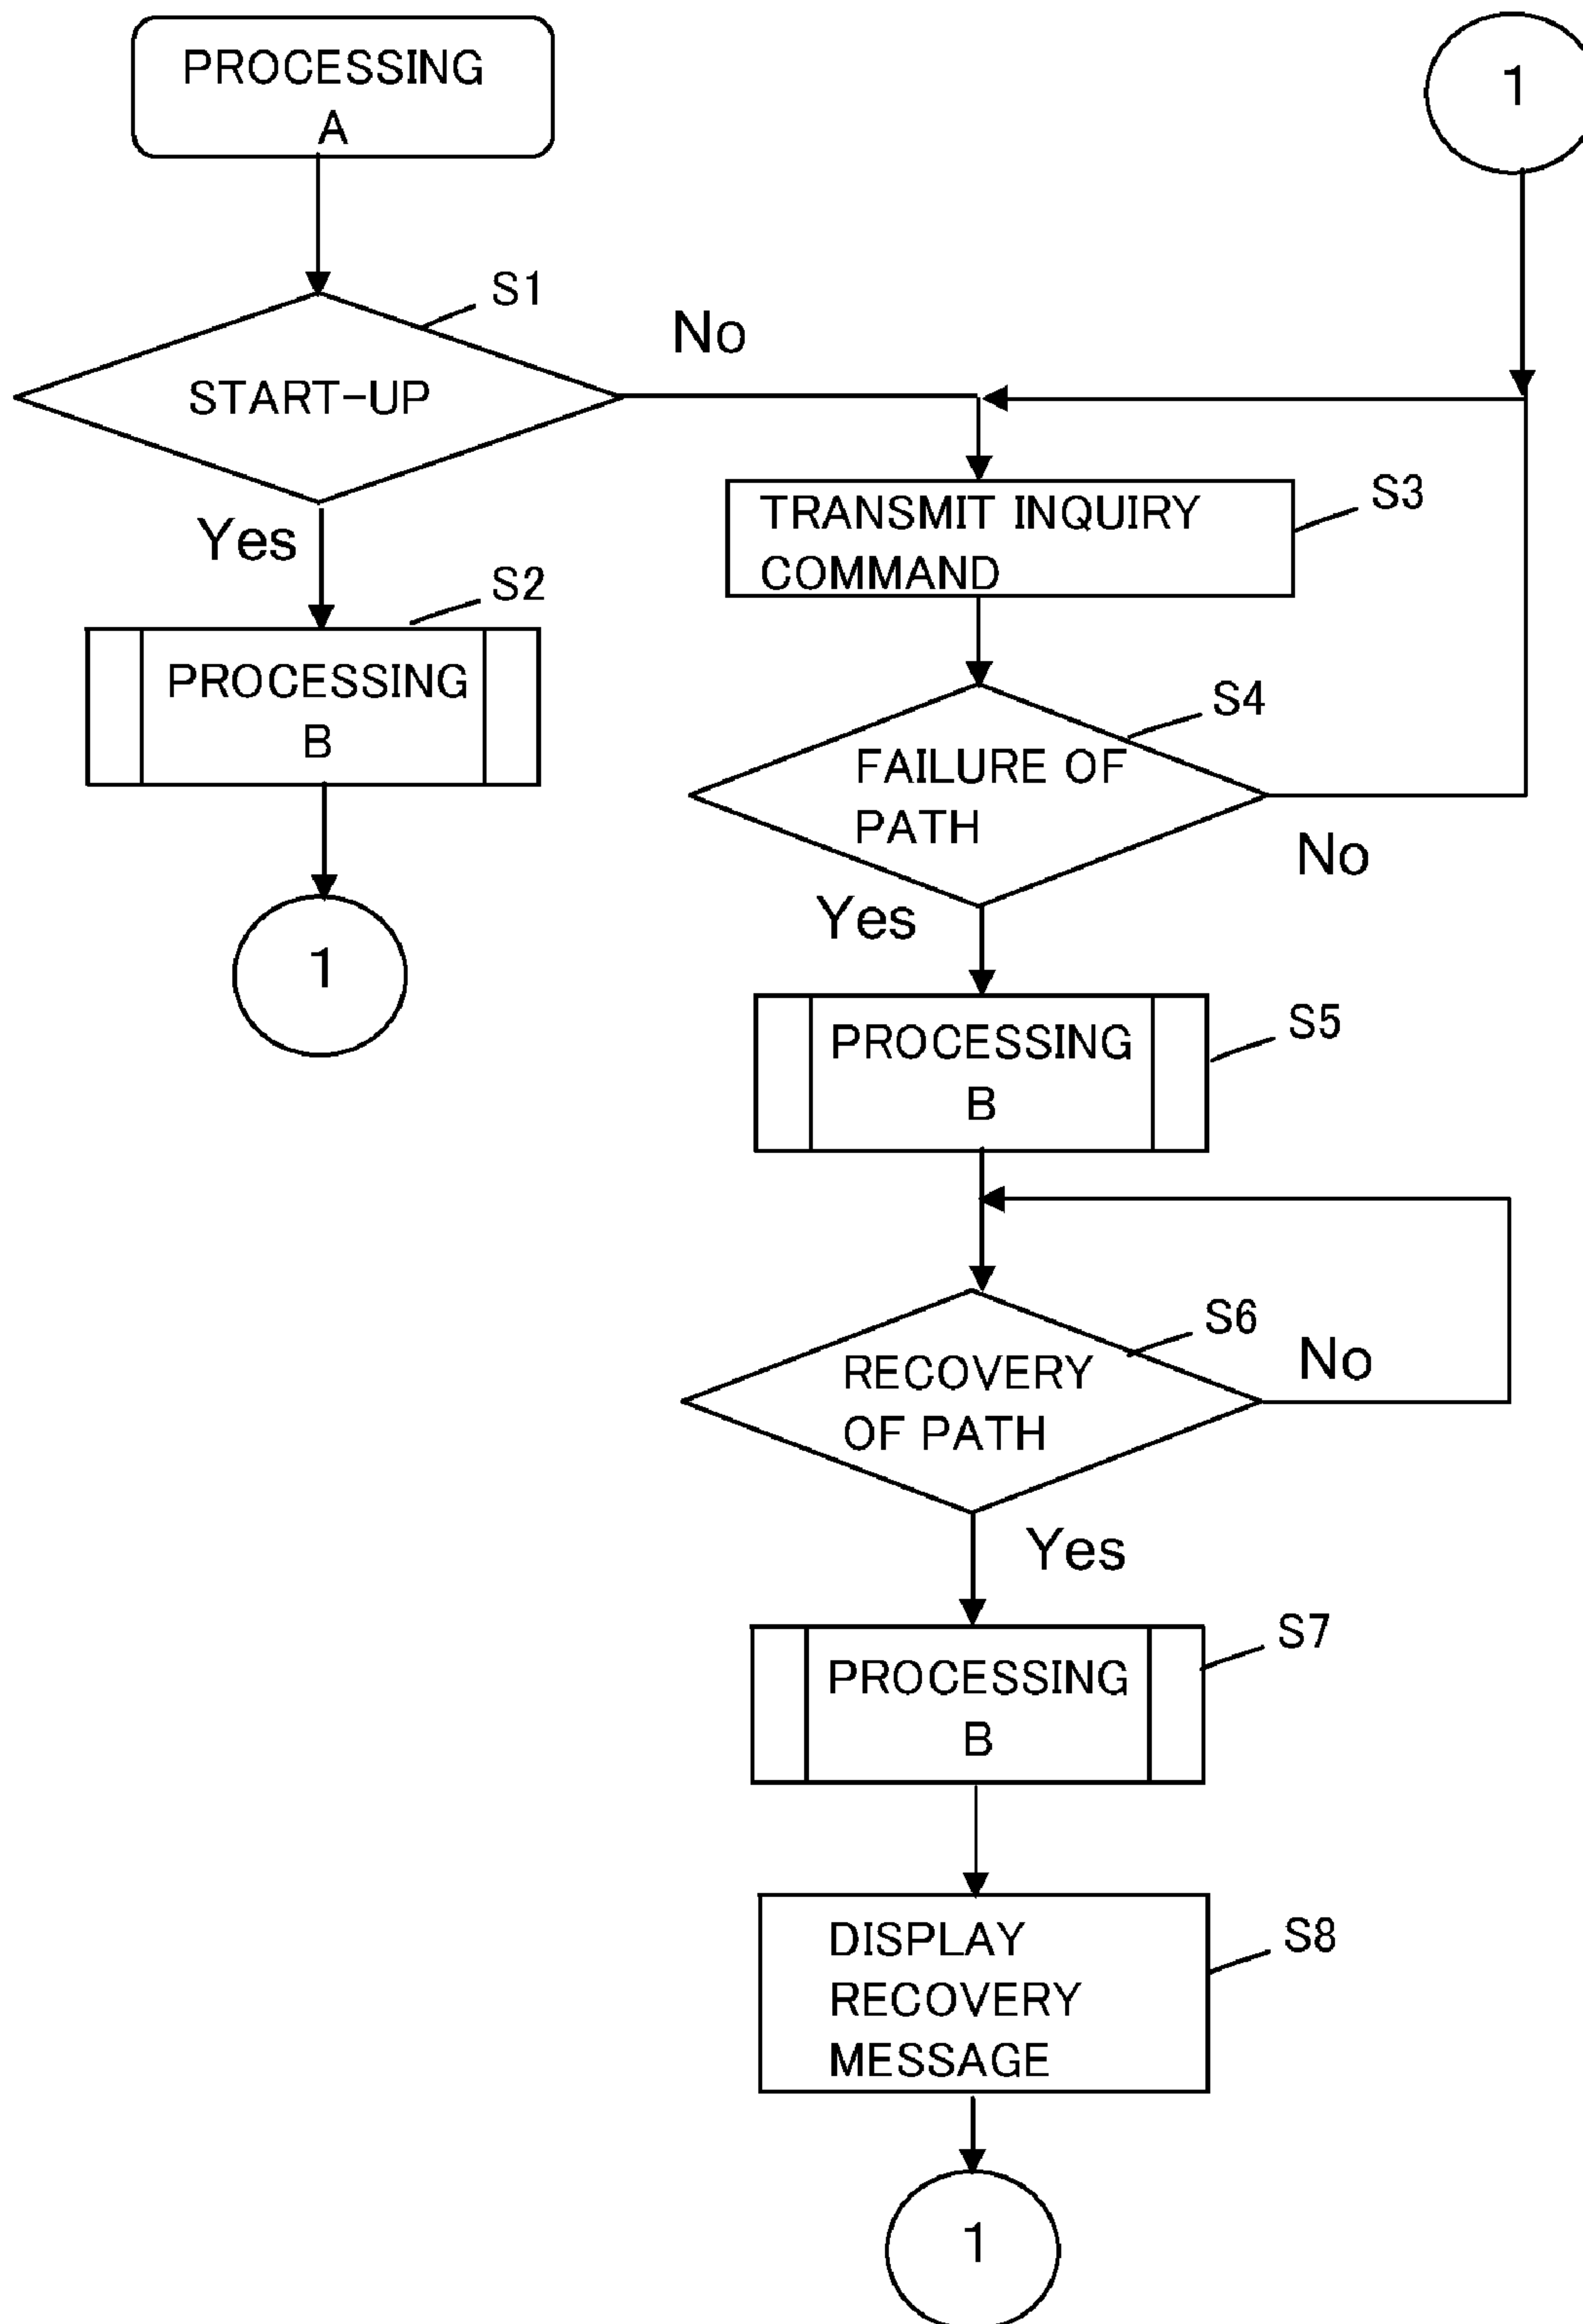 PROCESSING
A
1
S1
START-UP
No
Yes
S2
PROCESSING
B
1
TRANSMIT INQUIRY
COMMAND
S3
S4
FAILURE OF
PATH
No
Yes
PROCESSING
B
S5
S6
RECOVERY
OF PATH
No
Yes
S7
PROCESSING
B
DISPLAY
RECOVERY
MESSAGE
S8
1